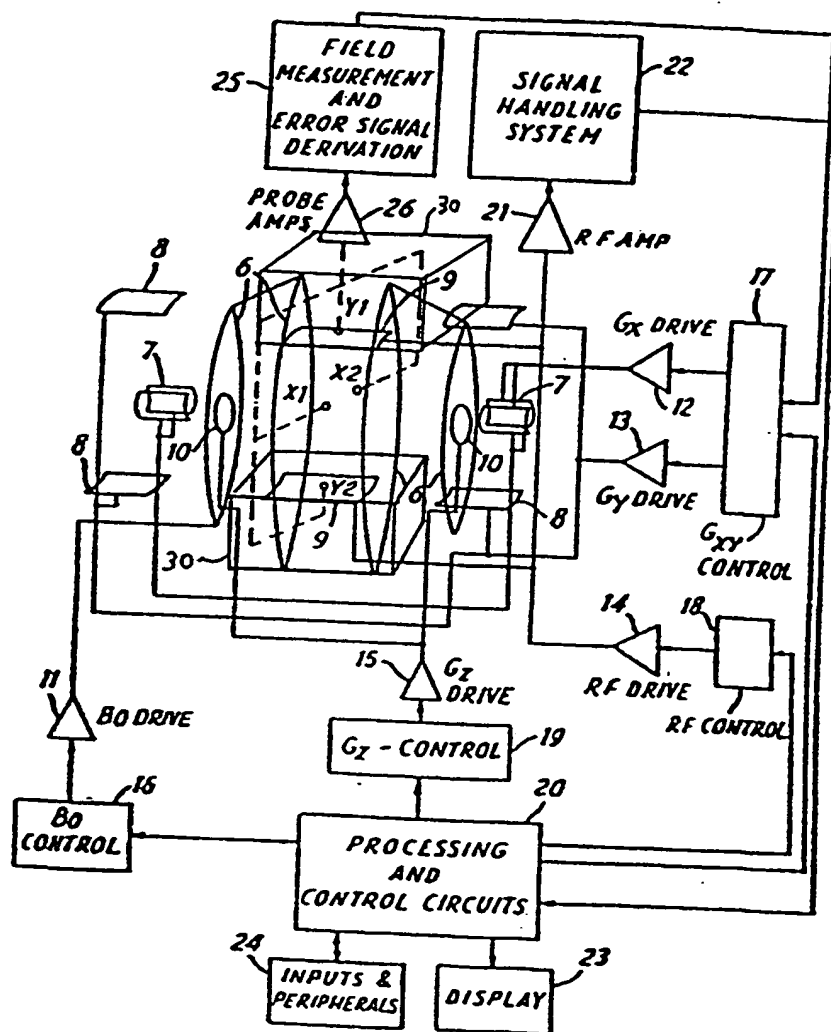 FIELD
MEASUREMENT
AND
ERROR SIGNAL
DERIVATION
25
SIGNAL
HANDLING
SYSTEM
22
PROBE
AMPS
26
30
21
RF AMP
8
6
9
Y1
17
7
X1
X2
GX DRIVE
7
12
10
10
13
8
Y2
6
8
GY DRIVE
9
GXY
CONTROL
30
14
18
15
GZ
DRIVE
RF DRIVE
RF CONTROL
11
BO DRIVE
GZ - CONTROL
19
16
BO
CONTROL
20
PROCESSING
AND
CONTROL CIRCUITS
24
INPUTS &
PERIPHERALS
DISPLAY
23